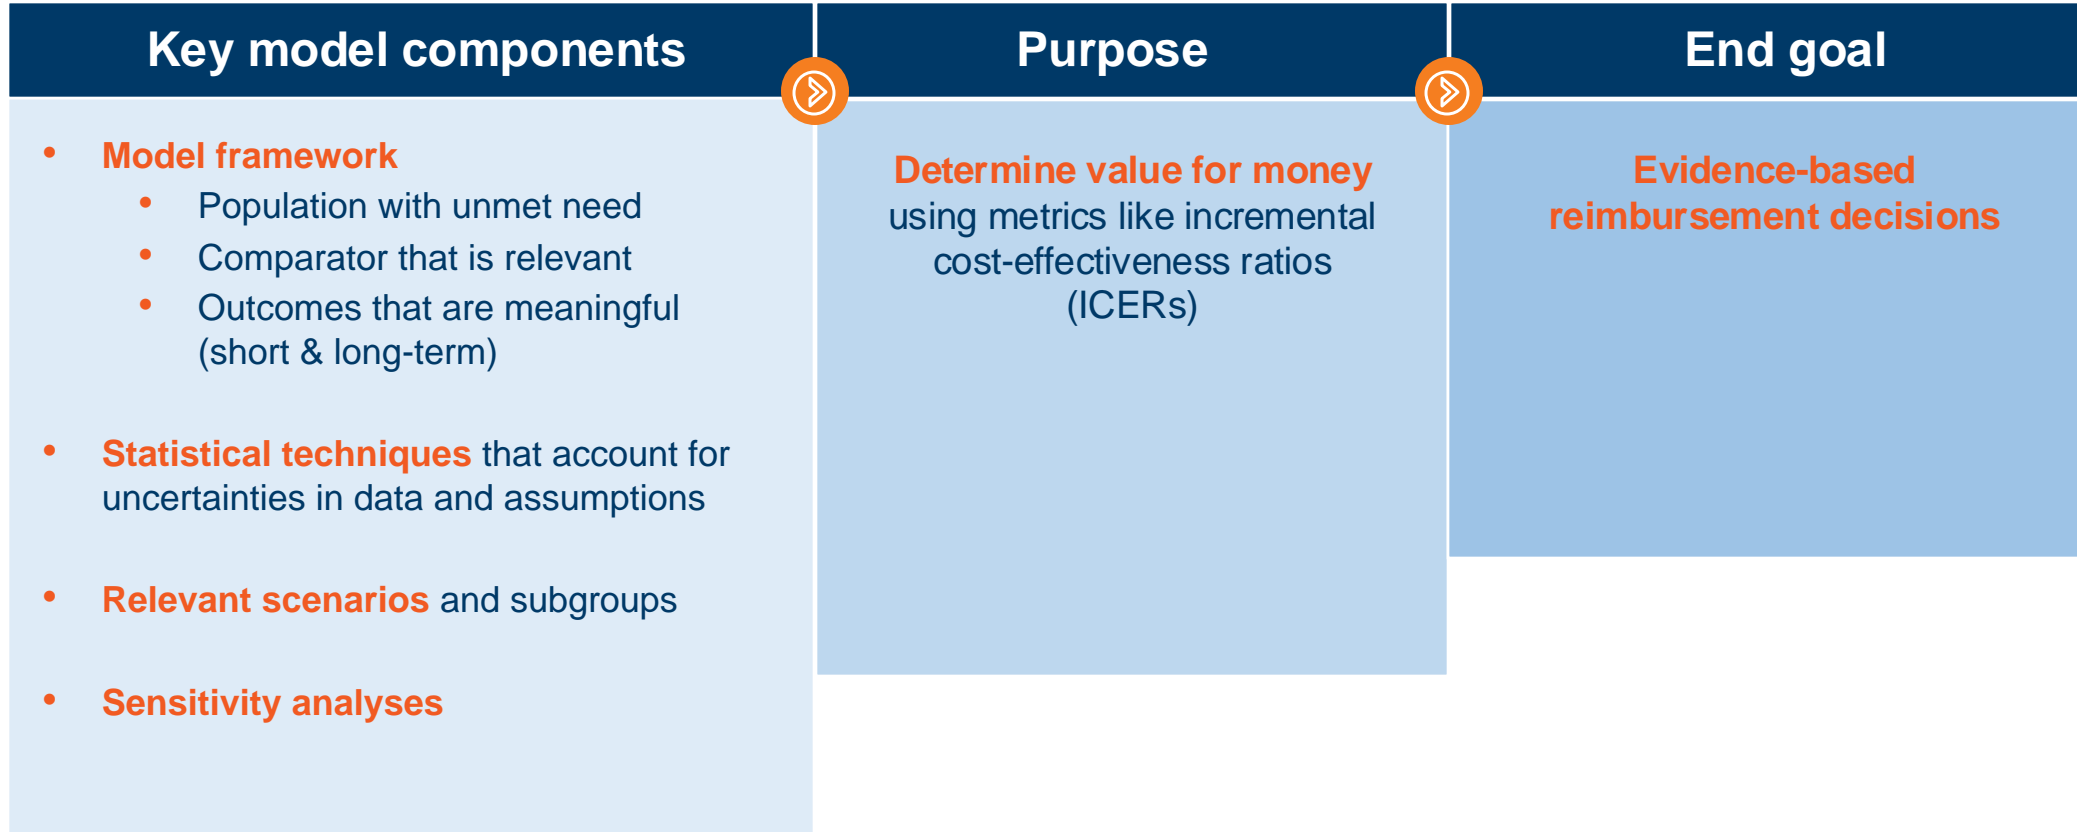 Key model components
Purpose
End goal
• Model framework
• Population with unmet need
• Comparator that is relevant
• Outcomes that are meaningful
(short & long-term)
• Statistical techniques that account for
uncertainties in data and assumptions
• Relevant scenarios and subgroups
• Sensitivity analyses
Determine value for money
using metrics like incremental
cost-effectiveness ratios
(ICERs)
Evidence-based
reimbursement decisions